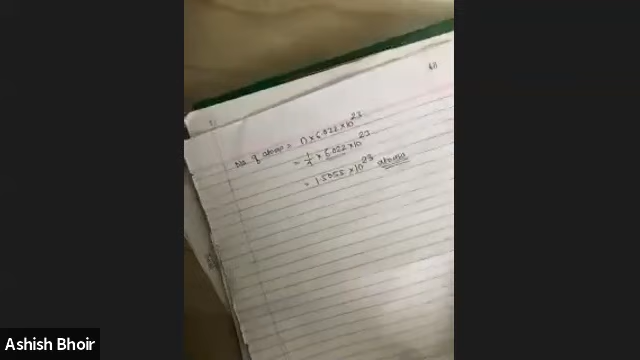 No. of atoms = n × 6.022 × 10^23
= 1/4 × 6.022 × 10^23
= 1.5055 × 10^23 atoms
Ashish Bhoir